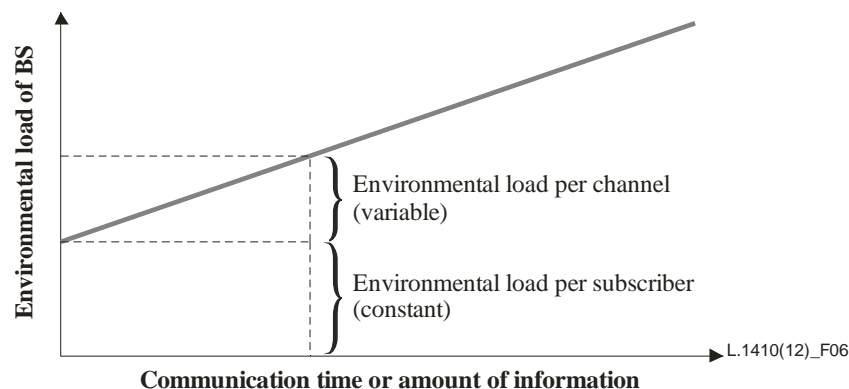 Environmental load of BS
Environmental load per channel
(variable)
Environmental load per subscriber
(constant)
L.1410(12)_F06
Communication time or amount of information